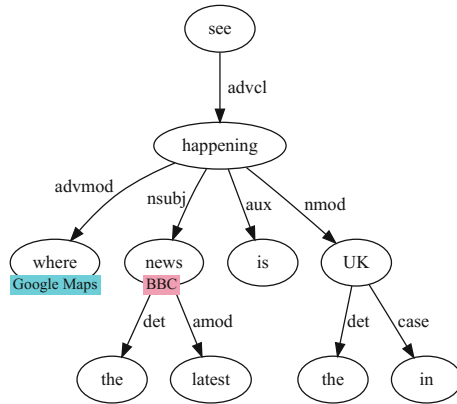 see
advcl
happening
advmod
nsubj
aux
nmod
where
news
is
UK
Google Maps
BBC
det
amod
det
case
the
latest
the
in